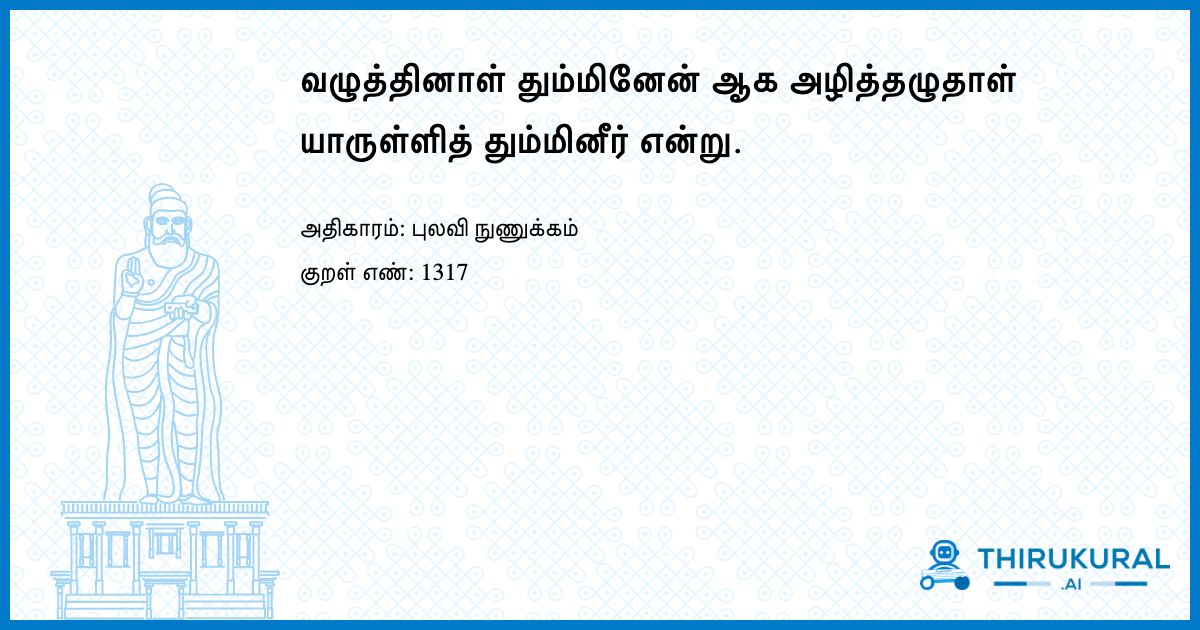 வழுத்தினாள் தும்மினேன் ஆக அழித்தழுதாள்
யாருள்ளித் தும்மினீர் என்று.
அதிகாரம்: புலவி நுணுக்கம்
குறள் எண்: 1317
THIRUKURAL
.AI